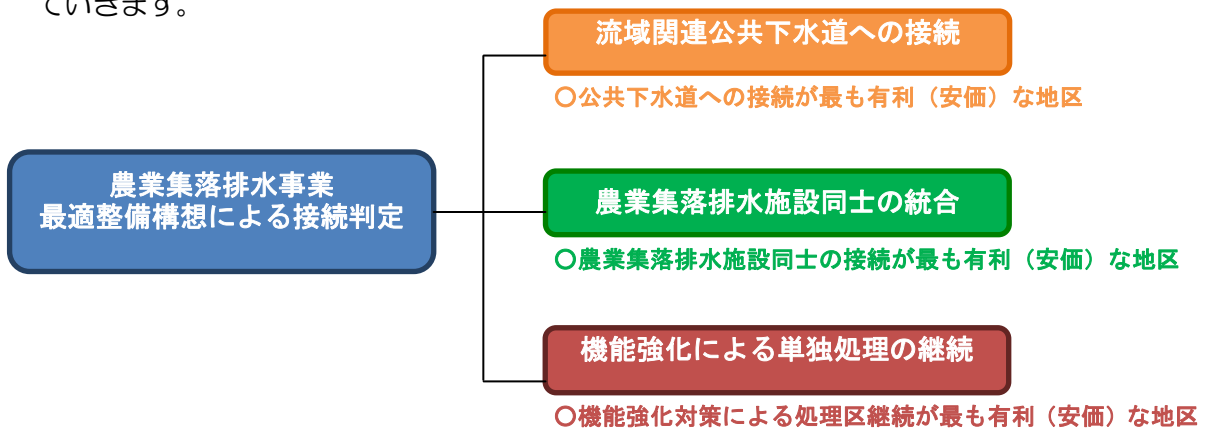 ていきます。
流域関連公共下水道への接続
〇公共下水道への接続が最も有利（安価）な地区
農業集落排水事業
最適整備構想による接続判定
農業集落排水施設同士の統合
〇農業集落排水施設同士の接続が最も有利（安価）な地区
機能強化による単独処理の継続
〇機能強化対策による処理区継続が最も有利（安価）な地区